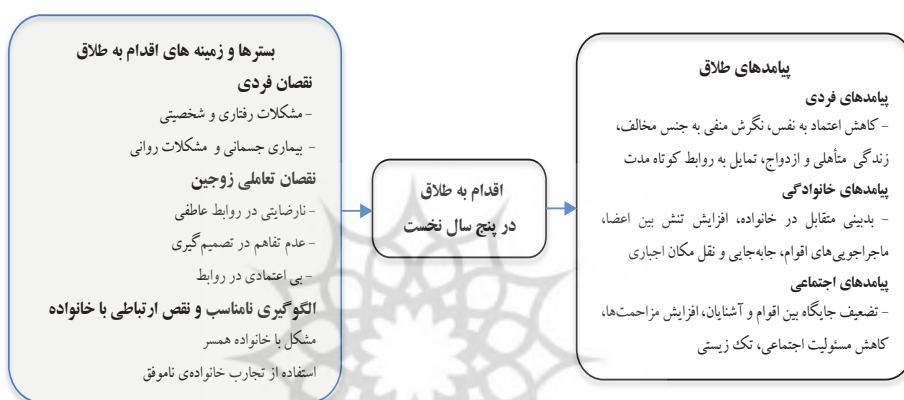 بسترها و زمینه های اقدام به طلاق
نقصان فردی
- مشکلات رفتاری و شخصیتی
- بیماری جسمانی و مشکلات روانی
نقصان تعاملی زوجین
- نارضایتی در روابط عاطفی
- عدم تفاهم در تصمیم‌گیری
- بی اعتمادی در روابط
الگوگیری نامناسب و نقص ارتباطی با خانواده
مشکل با خانواده همسر
استفاده از تجارب خانواده‌ی ناموفق
اقدام به طلاق
در پنج سال نخست
پیامدهای طلاق
پیامدهای فردی
- کاهش اعتماد به نفس، نگرش منفی به جنس مخالف،
زندگی متأهلی و ازدواج، تمایل به روابط کوتاه مدت
پیامدهای خانوادگی
- بدبینی متقابل در خانواده، افزایش تنش بین اعضا،
ماجراجویی‌های اقوام، جابه‌جایی و نقل مکان اجباری
پیامدهای اجتماعی
- تضعیف جایگاه بین اقوام و آشنایان، افزایش مزاحمت‌ها،
کاهش مسئولیت اجتماعی، تک زیستی